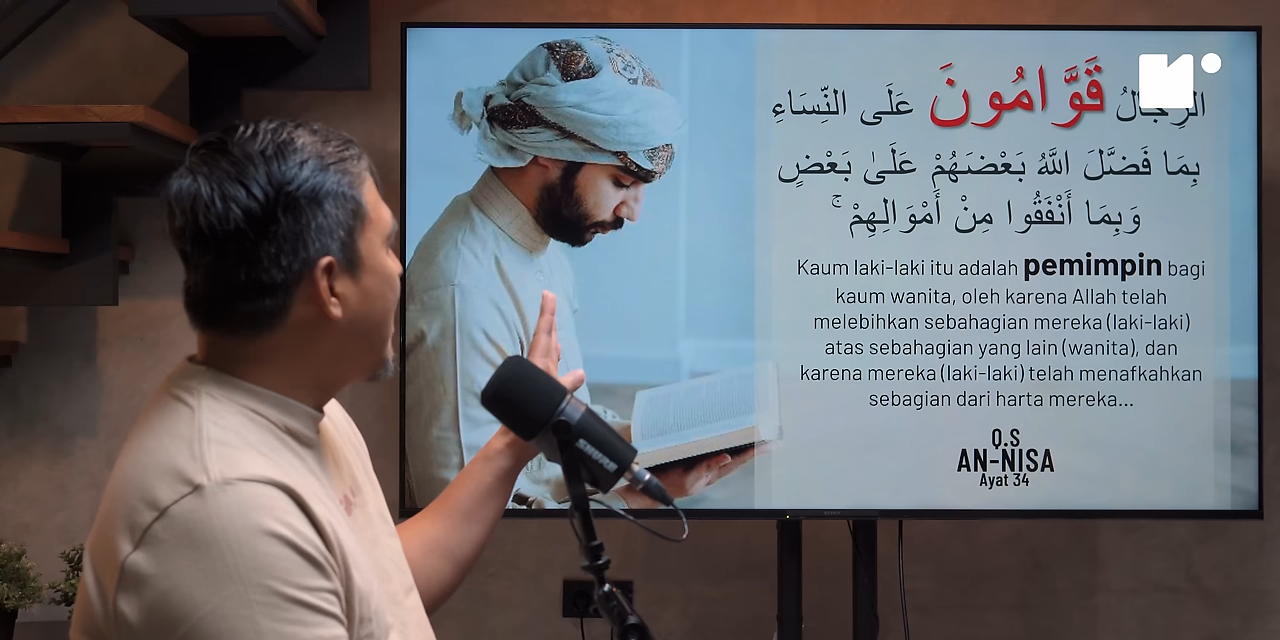 الرِّجَالُ قَوَّامُونَ عَلَى النِّسَاءِ
بِمَا فَضَّلَ اللَّهُ بَعْضَهُمْ عَلَىٰ بَعْضٍ
وَبِمَا أَنْفَقُوا مِنْ أَمْوَالِهِمْ ۚ
Kaum laki-laki itu adalah pemimpin bagi
kaum wanita, oleh karena Allah telah
melebihkan sebahagian mereka (laki-laki)
atas sebahagian yang lain (wanita), dan
karena mereka (laki-laki) telah menafkahkan
sebagian dari harta mereka...
Q.S
AN-NISA
Ayat 34
SHURE